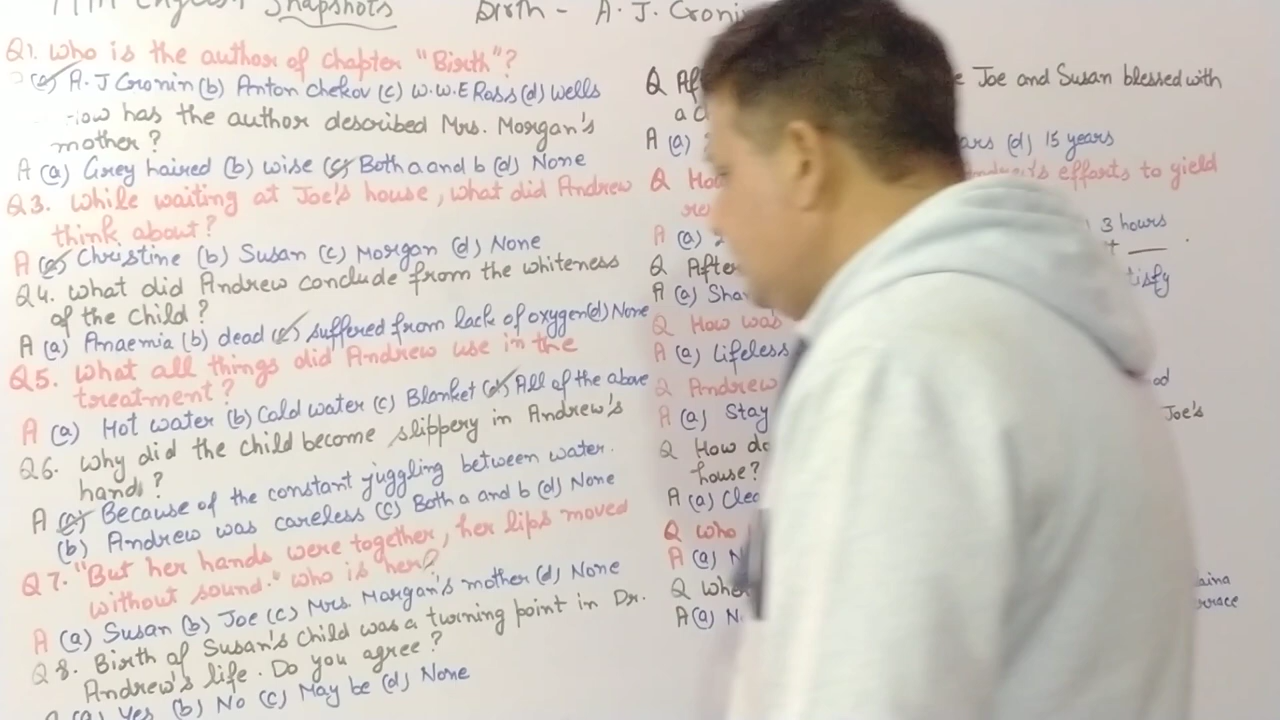 English Snapshots Birth - A. J. Cronin
Q1. Who is the author of chapter "Birth"?
(a) A. J Cronin (b) Anton Chekov (c) W.W.E Ross (d) Wells
How has the author described Mrs. Morgan's
mother?
A (a) Grey haired (b) wise (c) Both a and b (d) None
Q3. While waiting at Joe's house, what did Andrew
think about?
A (a) Christine (b) Susan (c) Morgan (d) None
Q4. What did Andrew conclude from the whiteness
of the child?
A (a) Anaemia (b) dead (c) suffered from lack of oxygen (d) None
Q5. What all things did Andrew use in the
treatment?
A (a) Hot water (b) Cold water (c) Blanket (d) All of the above
Q6. Why did the child become slippery in Andrew's
hand?
A (a) Because of the constant juggling between water.
(b) Andrew was careless (c) Both a and b (d) None
Q7. "But her hands were together, her lips moved
without sound." Who is her?
A (a) Susan (b) Joe (c) Mrs. Margan's mother (d) None
Q8. Birth of Susan's child was a turning point in Dr.
Andrew's life. Do you agree?
(a) Yes (b) No (c) May be (d) None
Q Joe and Susan blessed with
a
A (a) (d) 15 years
Q efforts to yield
A (a) 3 hours
Q After
A (a)
Q How was
A (a) Lifeless
Q Andrew
A (a) Stay Joe's
Q How do
house?
A (a)
Q Who
A (a)
Q
A (a)